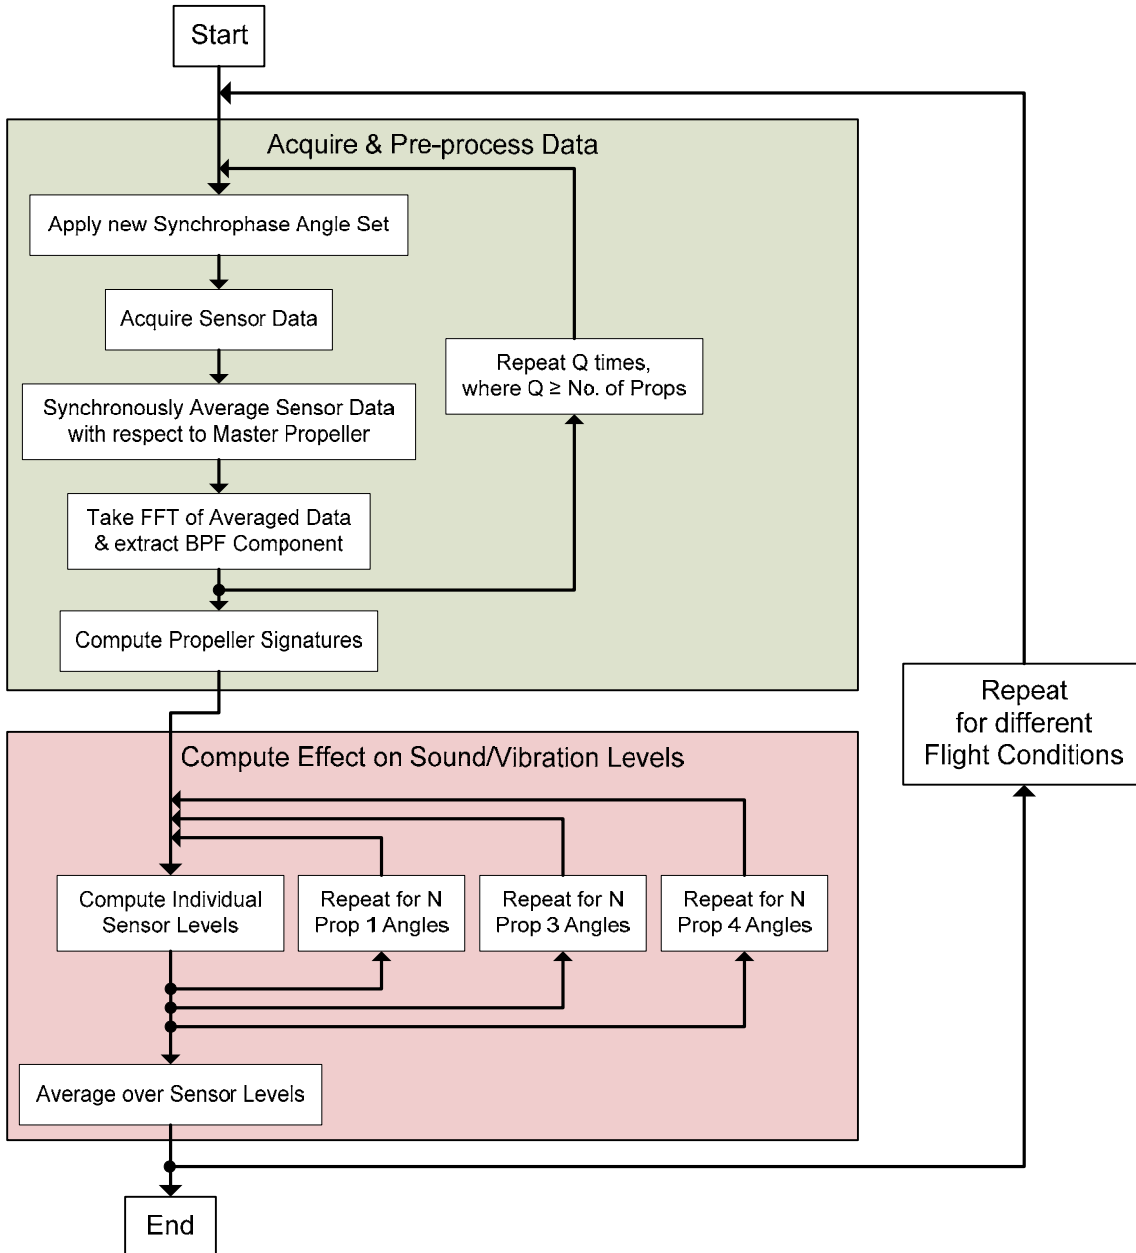 Start
Acquire & Pre-process Data
Apply new Synchrophase Angle Set
Acquire Sensor Data
Repeat Q times,
where Q ≥ No. of Props
Synchronously Average Sensor Data
with respect to Master Propeller
Take FFT of Averaged Data
& extract BPF Component
Compute Propeller Signatures
Repeat
for different
Flight Conditions
Compute Effect on Sound/Vibration Levels
Compute Individual
Sensor Levels
Repeat for N
Prop 1 Angles
Repeat for N
Prop 3 Angles
Repeat for N
Prop 4 Angles
Average over Sensor Levels
End